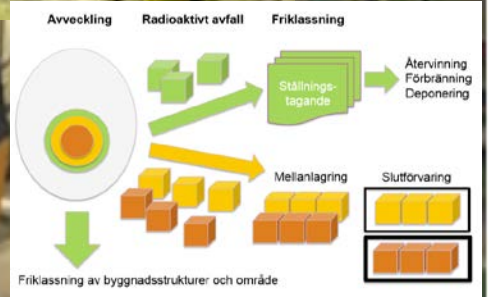 Avveckling
Radioaktivt avfall
Friklassning
Ställnings-
tagande
Återvinning
Förbränning
Deponering
Mellanlagring
Slutförvaring
Friklassning av byggnadsstrukturer och område